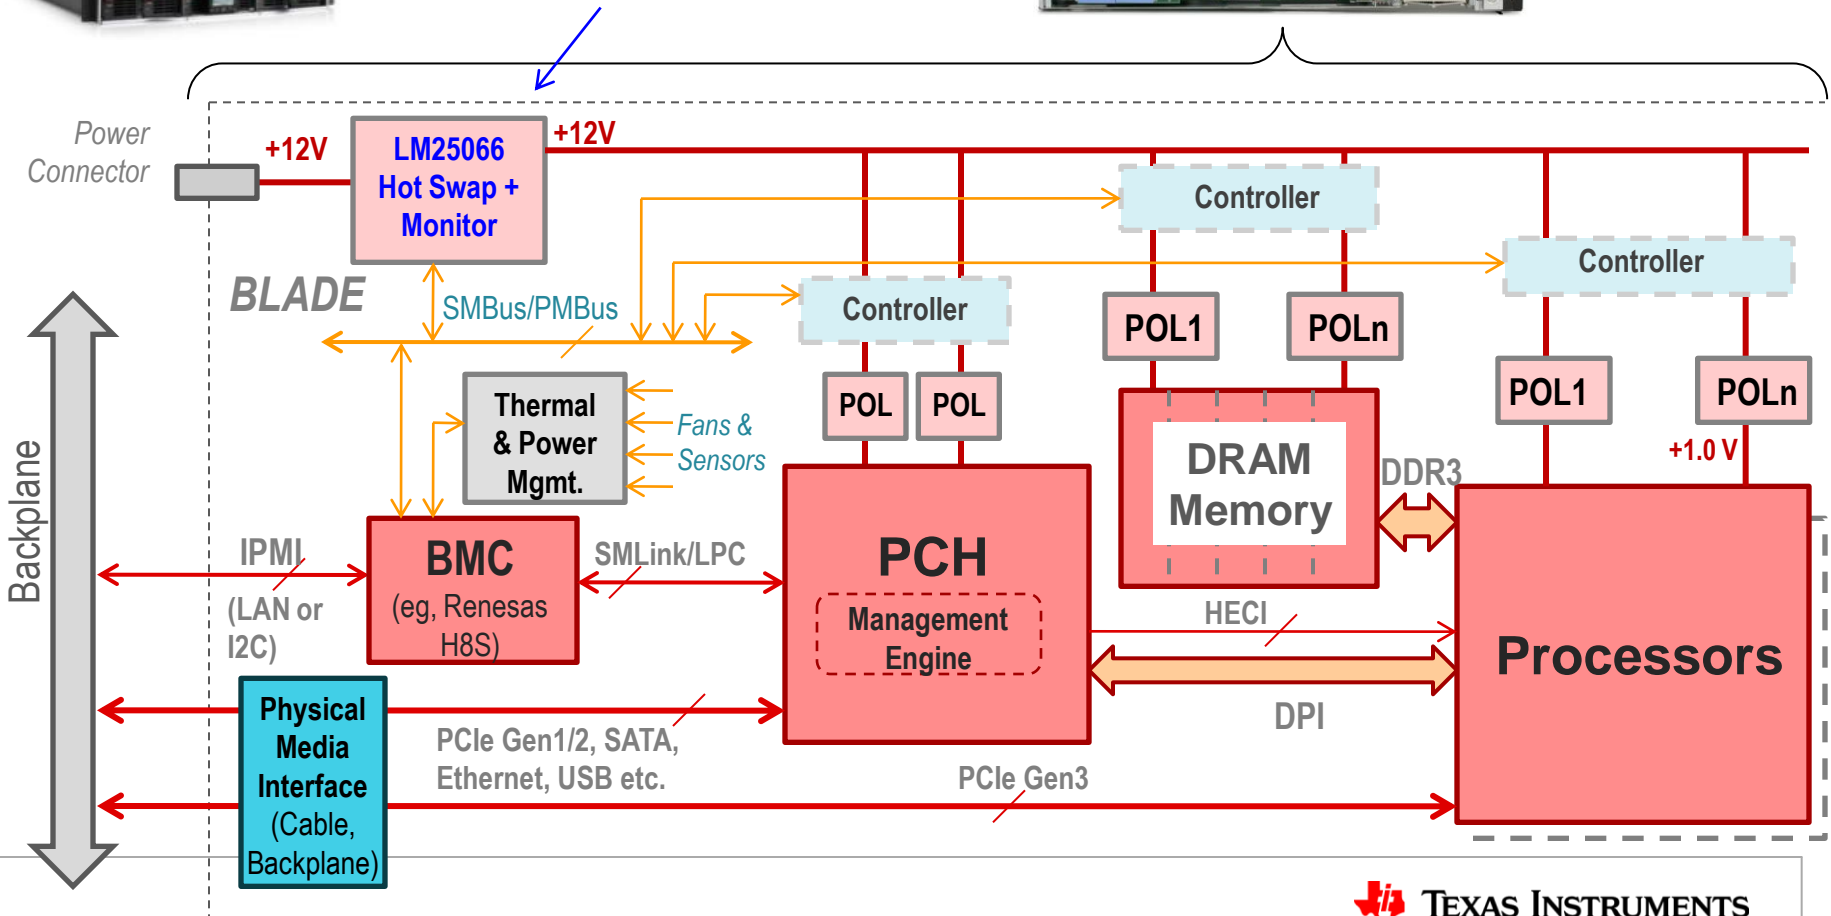 Power
Connector
+12V
LM25066
Hot Swap +
Monitor
+12V
Controller
Controller
Controller
BLADE
SMBus/PMBus
POL1
POLn
POL
POL
POL1
POLn
+1.0 V
Thermal
& Power
Mgmt.
Fans &
Sensors
DRAM
Memory
DDR3
Backplane
IPMI
(LAN or
I2C)
BMC
(eg, Renesas
H8S)
SMLink/LPC
PCH
Management
Engine
HECI
DPI
Processors
Physical
Media
Interface
(Cable,
Backplane)
PCIe Gen1/2, SATA,
Ethernet, USB etc.
PCIe Gen3
TEXAS INSTRUMENTS